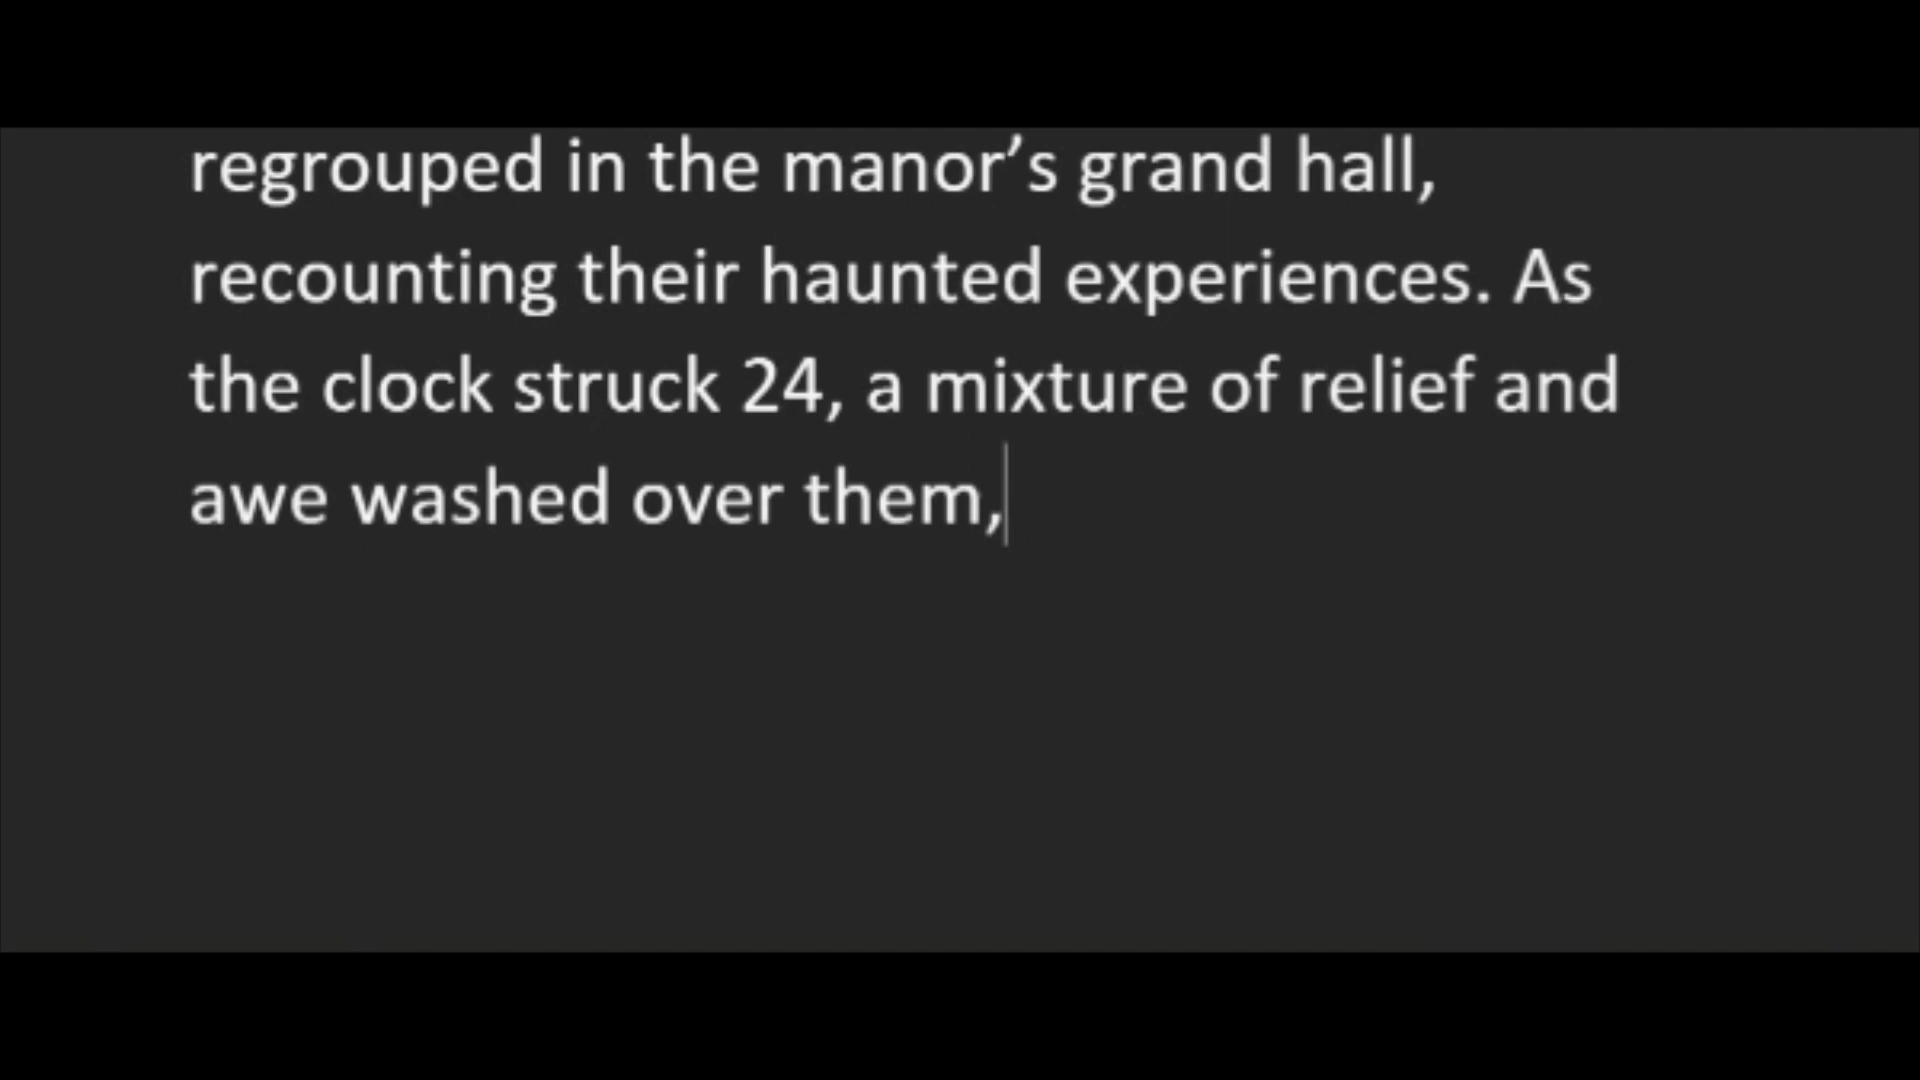 regrouped in the manor’s grand hall,
recounting their haunted experiences. As
the clock struck 24, a mixture of relief and
awe washed over them,